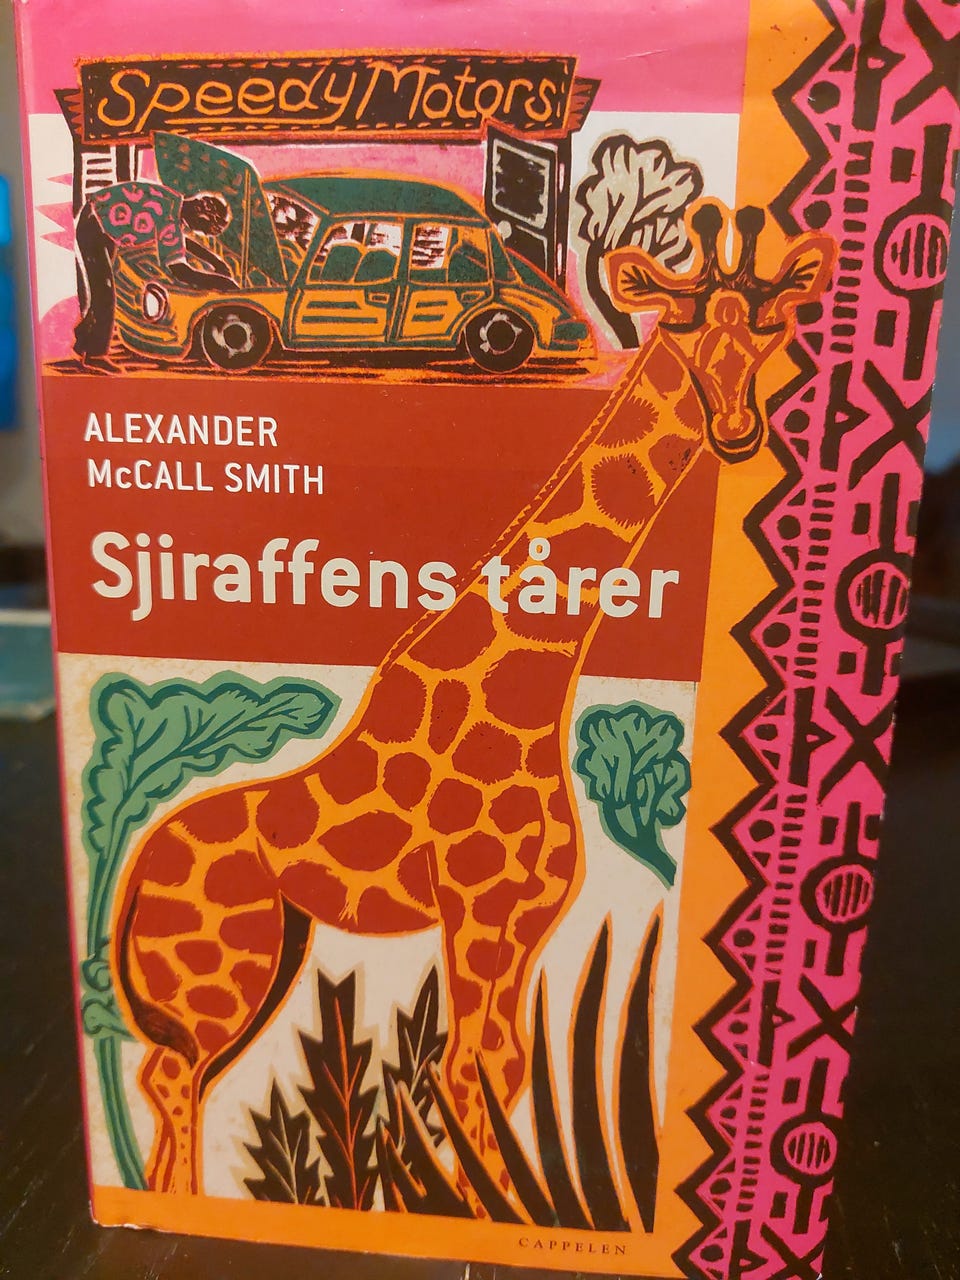 Speedy Motors
ALEXANDER
McCALL SMITH
Sjiraffens tårer
CAPPELEN